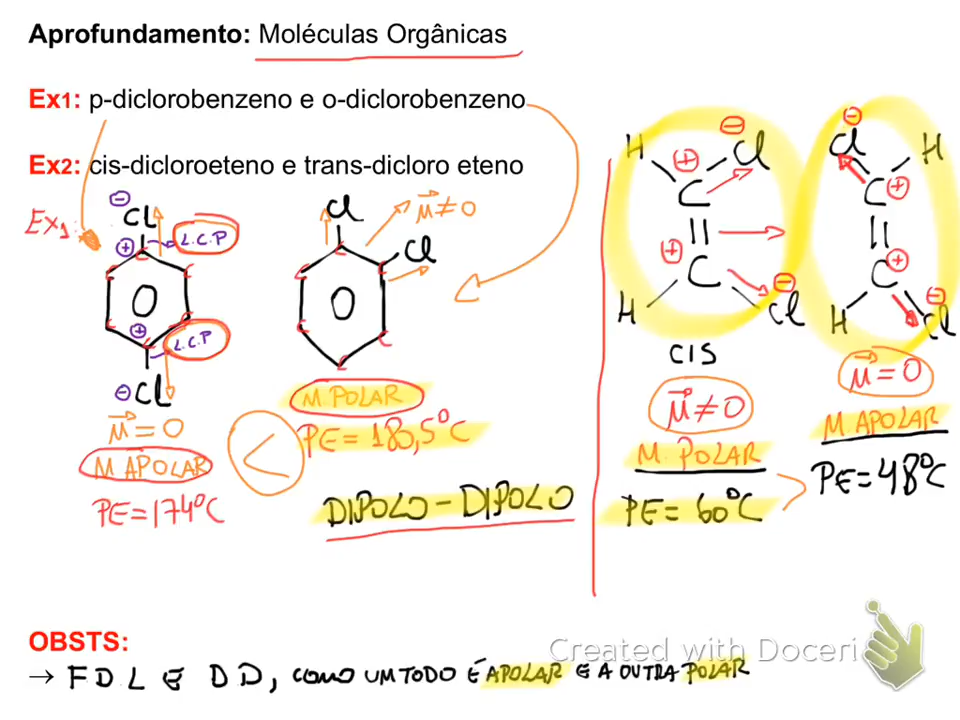 Aprofundamento: Moléculas Orgânicas
Ex1: p-diclorobenzeno e o-diclorobenzeno
Ex2: cis-dicloroeteno e trans-dicloro eteno
Ex1
Cl
L.C.P
L.C.P
Cl
μ = 0
M APOLAR
PE=174°C
<
Cl
Cl
μ ≠ 0
M. POLAR
PE = 180,5°C
DIPOLO-DIPOLO
H Cl
C
C
H Cl
CIS
μ ≠ 0
M. POLAR
PE = 60°C
>
Cl H
C
C
H Cl
μ = 0
M. APOLAR
PE=48°C
OBSTS:
→ F D L E D D, COMO UM TODO É APOLAR E A OUTRA POLAR
Created with Doceri